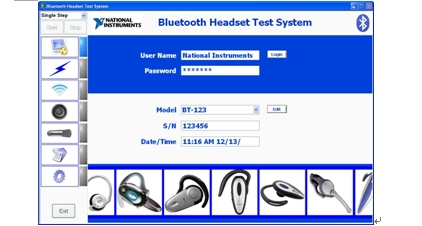 Bluetooth Headset Test System
Single Step
Start Stop
NATIONAL INSTRUMENTS
Bluetooth Headset Test System
User Name National Instruments Login
Password *******
Model BT-123 Edit
S/N 123456
Date/Time 11:16 AM 12/13/
Exit